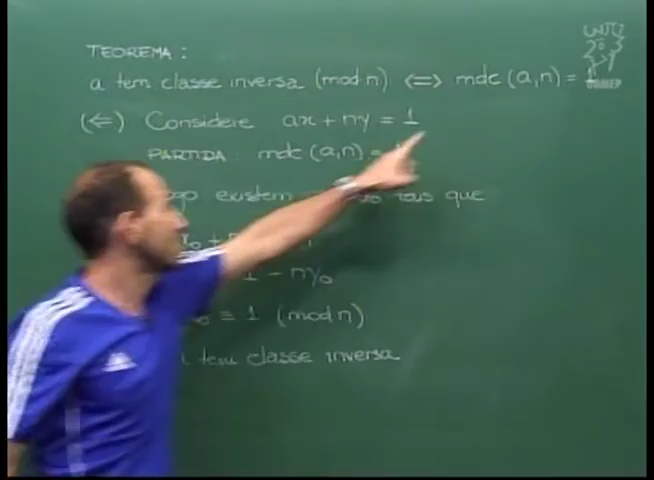 TEOREMA:
a tem classe inversa (mod n) ⟺ mdc (a,n) = 1
(⇐) Considere ax + ny = 1
PARTIDA: mdc (a,n) =
existem tais que
1 - ny₀
≡ 1 (mod n)
tem classe inversa
OBMEP